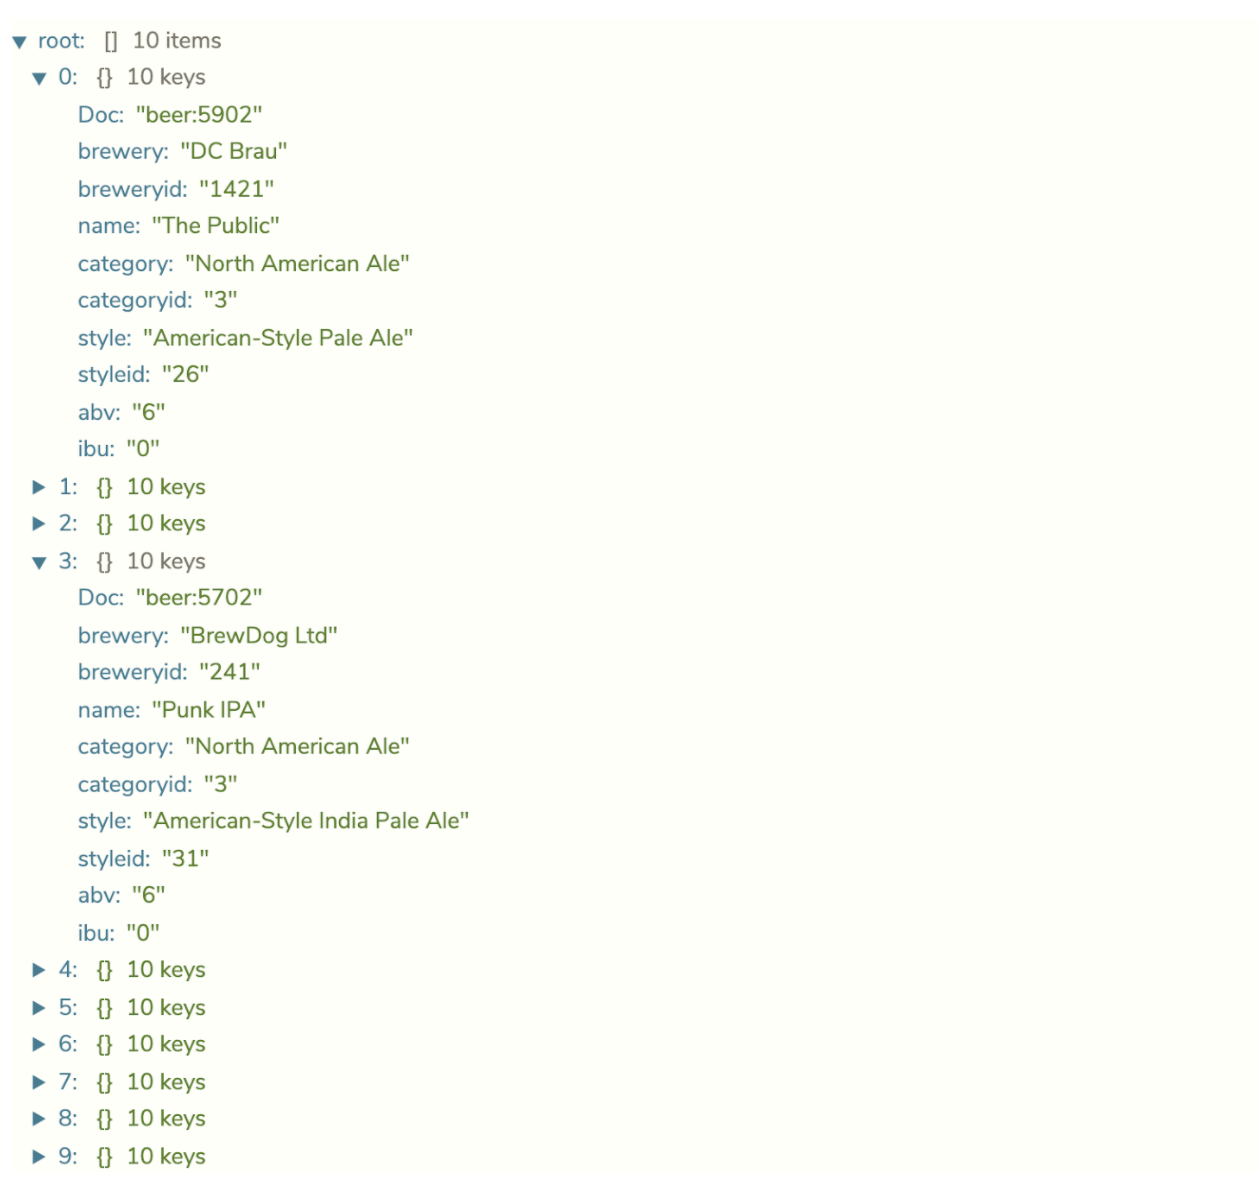 root: [] 10 items
0: {} 10 keys
Doc: "beer:5902"
brewery: "DC Brau"
breweryid: "1421"
name: "The Public"
category: "North American Ale"
categoryid: "3"
style: "American-Style Pale Ale"
styleid: "26"
abv: "6"
ibu: "0"
1: {} 10 keys
2: {} 10 keys
3: {} 10 keys
Doc: "beer:5702"
brewery: "BrewDog Ltd"
breweryid: "241"
name: "Punk IPA"
category: "North American Ale"
categoryid: "3"
style: "American-Style India Pale Ale"
styleid: "31"
abv: "6"
ibu: "0"
4: {} 10 keys
5: {} 10 keys
6: {} 10 keys
7: {} 10 keys
8: {} 10 keys
9: {} 10 keys